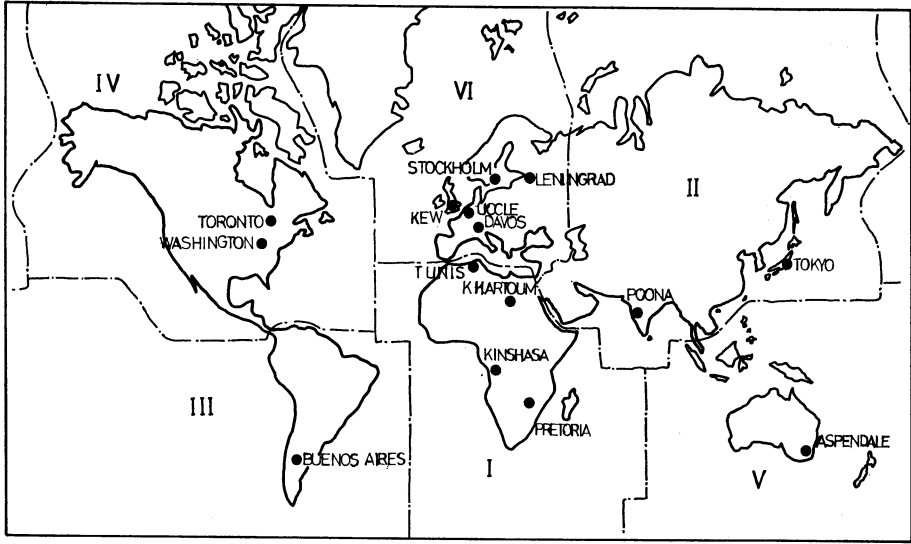 IV
VI
STOCKHOLM
LENINGRAD
II
KEW
UCCLE
DAVOS
TORONTO
WASHINGTON
TUNIS
TOKYO
KHARTOUM
POONA
KINSHASA
III
PRETORIA
ASPENDALE
BUENOS AIRES
I
V